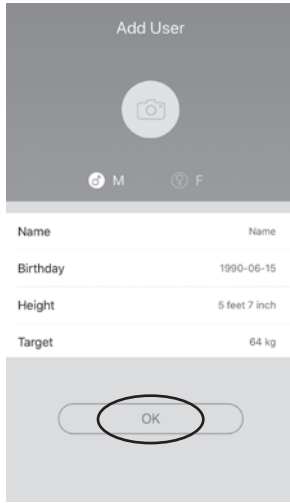 Add User
M F
Name Name
Birthday 1990-06-15
Height 5 feet 7 inch
Target 64 kg
OK